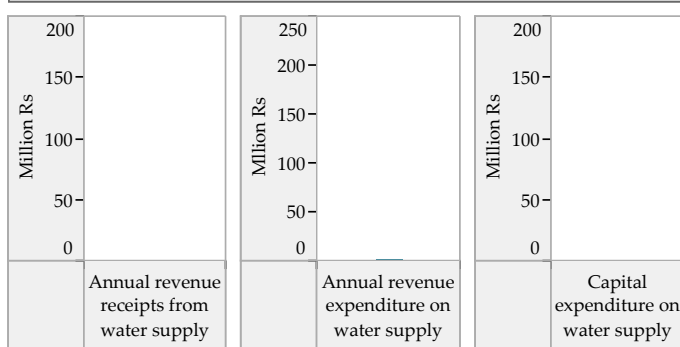 200
150
100
50
0
Million Rs
Annual revenue
receipts from
water supply
250
200
150
100
50
0
MIlion Rs
Annual revenue
expenditure on
water supply
200
150
100
50
0
Million Rs
Capital
expenditure on
water supply